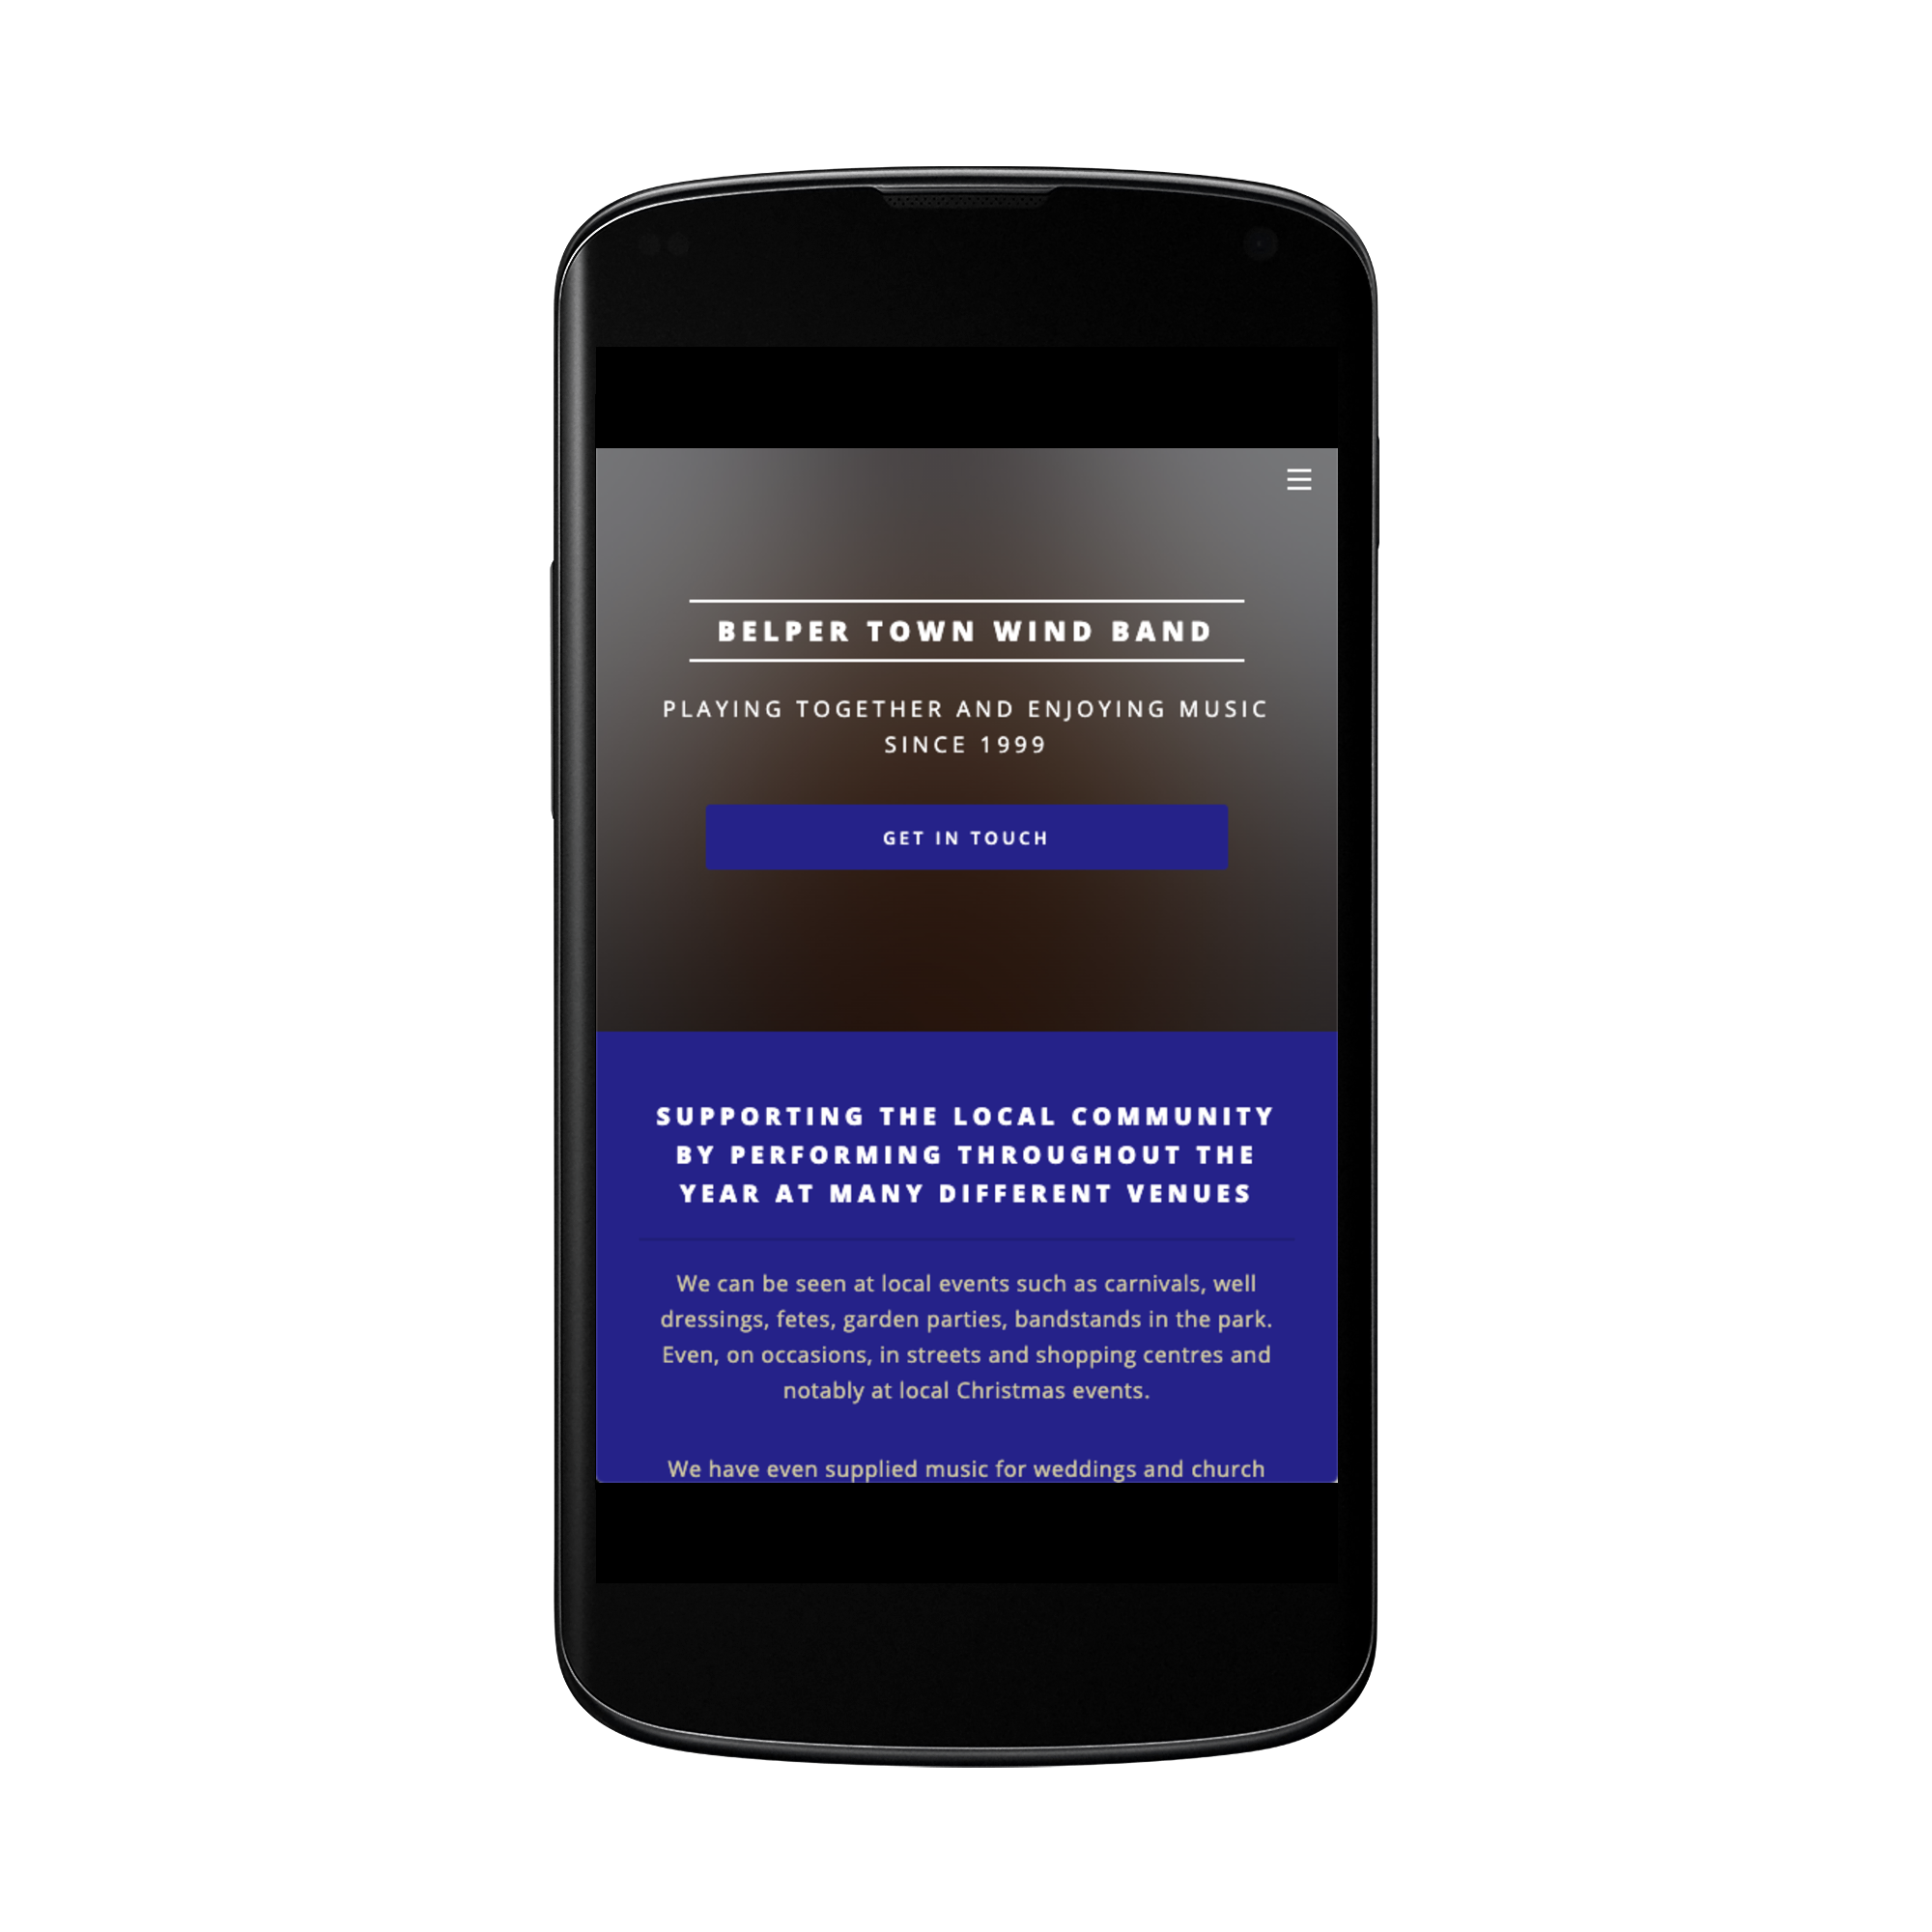 BELPER TOWN WIND BAND
PLAYING TOGETHER AND ENJOYING MUSIC
SINCE 1999
GET IN TOUCH
SUPPORTING THE LOCAL COMMUNITY
BY PERFORMING THROUGHOUT THE
YEAR AT MANY DIFFERENT VENUES
We can be seen at local events such as carnivals, well
dressings, fetes, garden parties, bandstands in the park.
Even, on occasions, in streets and shopping centres and
notably at local Christmas events.
We have even supplied music for weddings and church